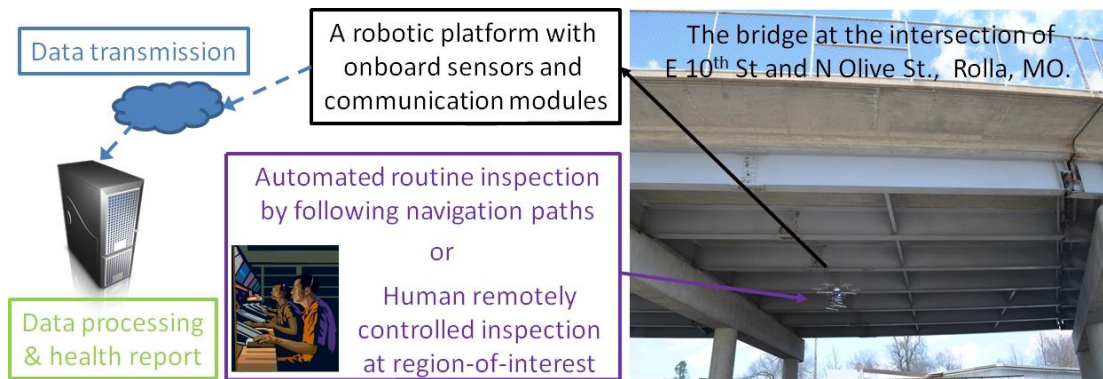 Data transmission
A robotic platform with
onboard sensors and
communication modules
The bridge at the intersection of
E 10th St and N Olive St., Rolla, MO.
Automated routine inspection
by following navigation paths
or
Human remotely
controlled inspection
at region-of-interest
Data processing
& health report